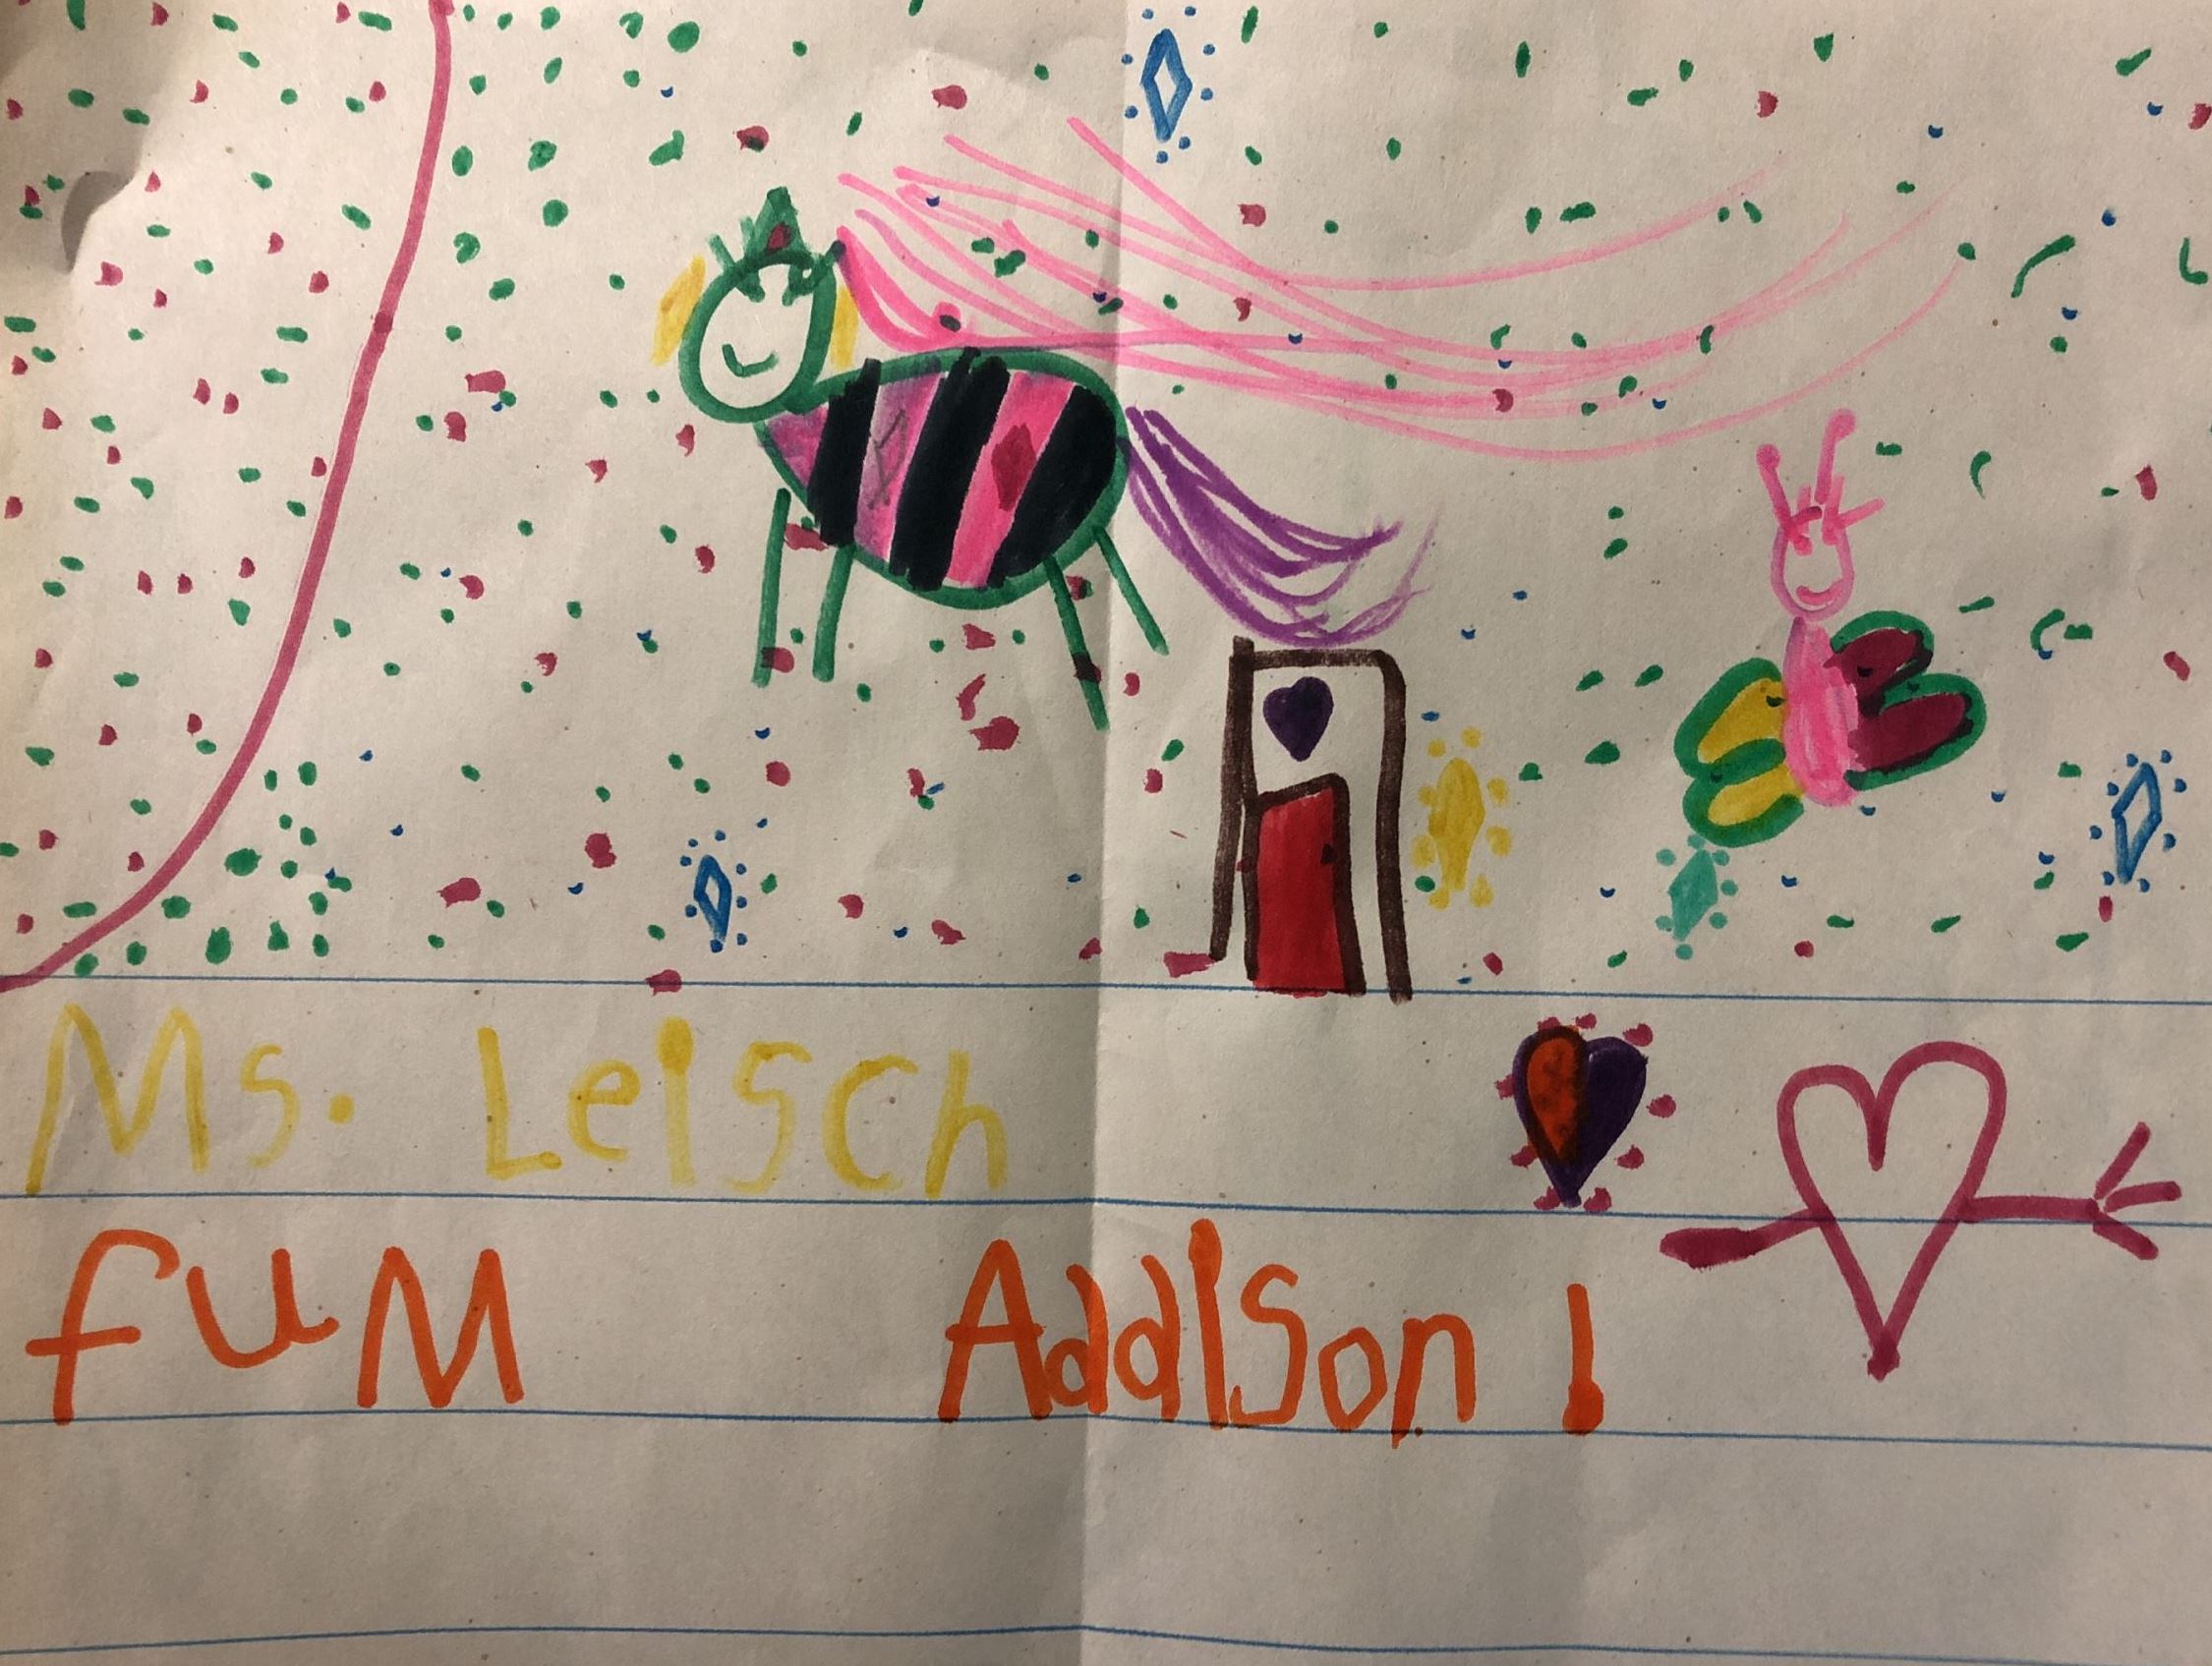 Ms. Leisch
fuM Addison!